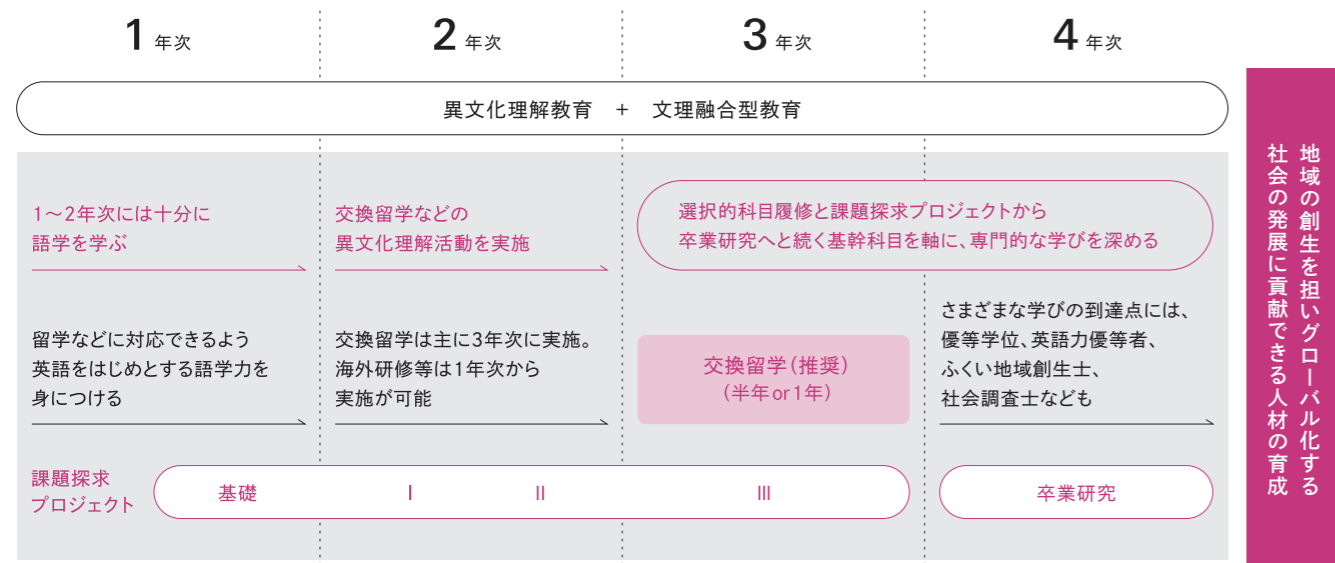 1 年次
2 年次
3 年次
4 年次
異文化理解教育 + 文理融合型教育
1〜2年次には十分に
語学を学ぶ
交換留学などの
異文化理解活動を実施
選択的科目履修と課題探求プロジェクトから
卒業研究へと続く基幹科目を軸に、専門的な学びを深める
留学などに対応できるよう
英語をはじめとする語学力を
身につける
交換留学は主に3年次に実施。
海外研修等は1年次から
実施が可能
交換留学(推奨)
(半年or1年)
さまざまな学びの到達点には、
優等学位、英語力優等者、
ふくい地域創生士、
社会調査士なども
課題探求
プロジェクト
基礎
I
II
III
卒業研究
地域の創生を担いグローバル化する
社会の発展に貢献できる人材の育成